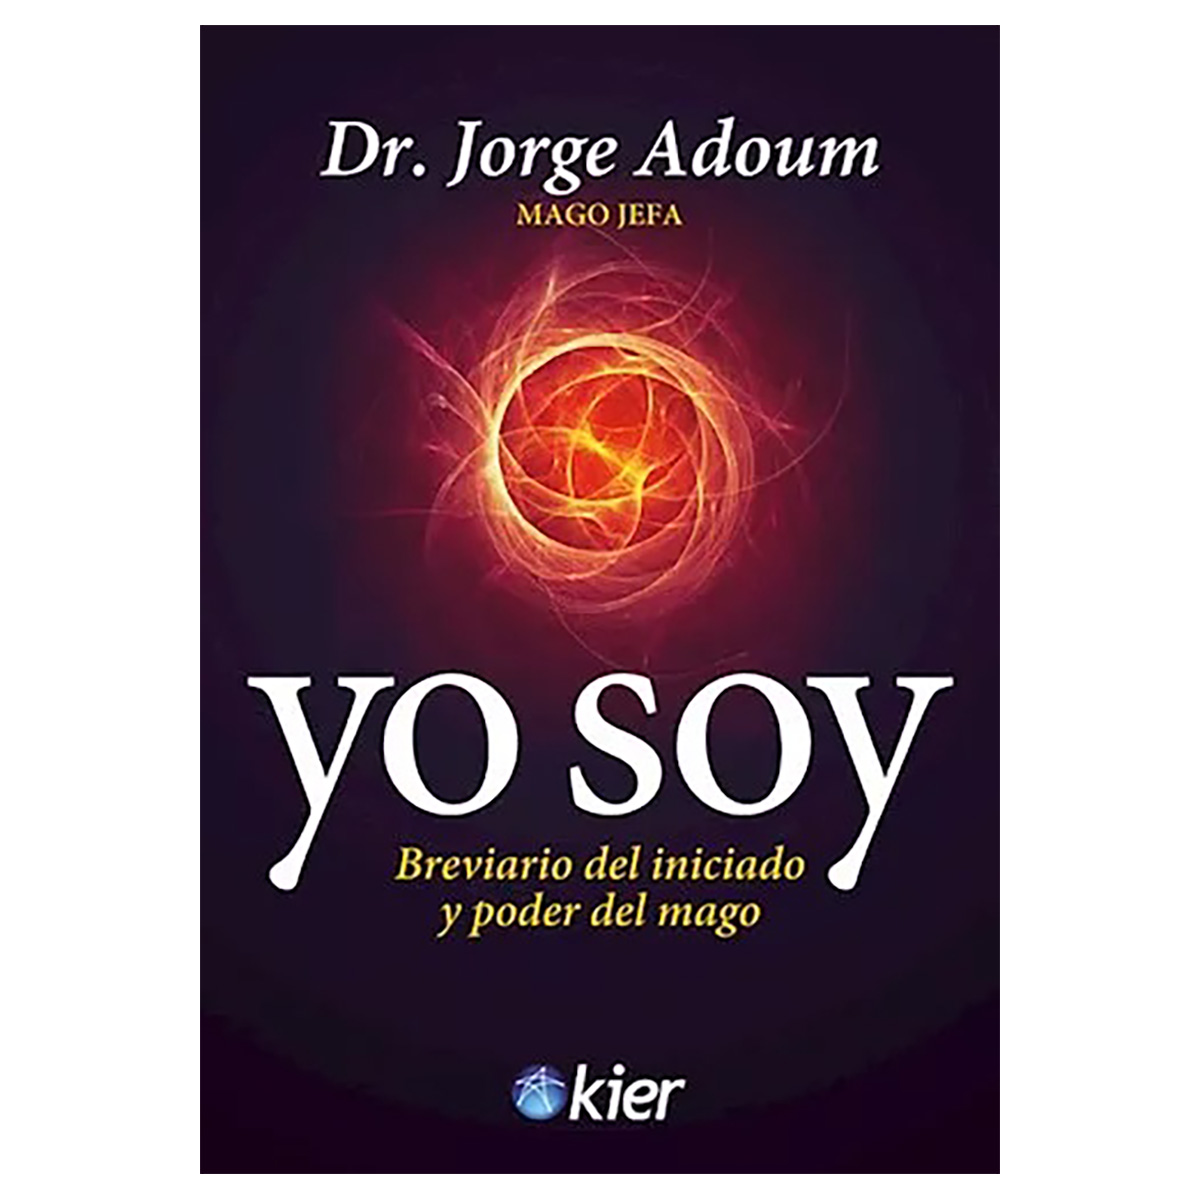 Dr. Jorge Adoum
MAGO JEFA
yo soy
Breviario del iniciado
y poder del mago
kier